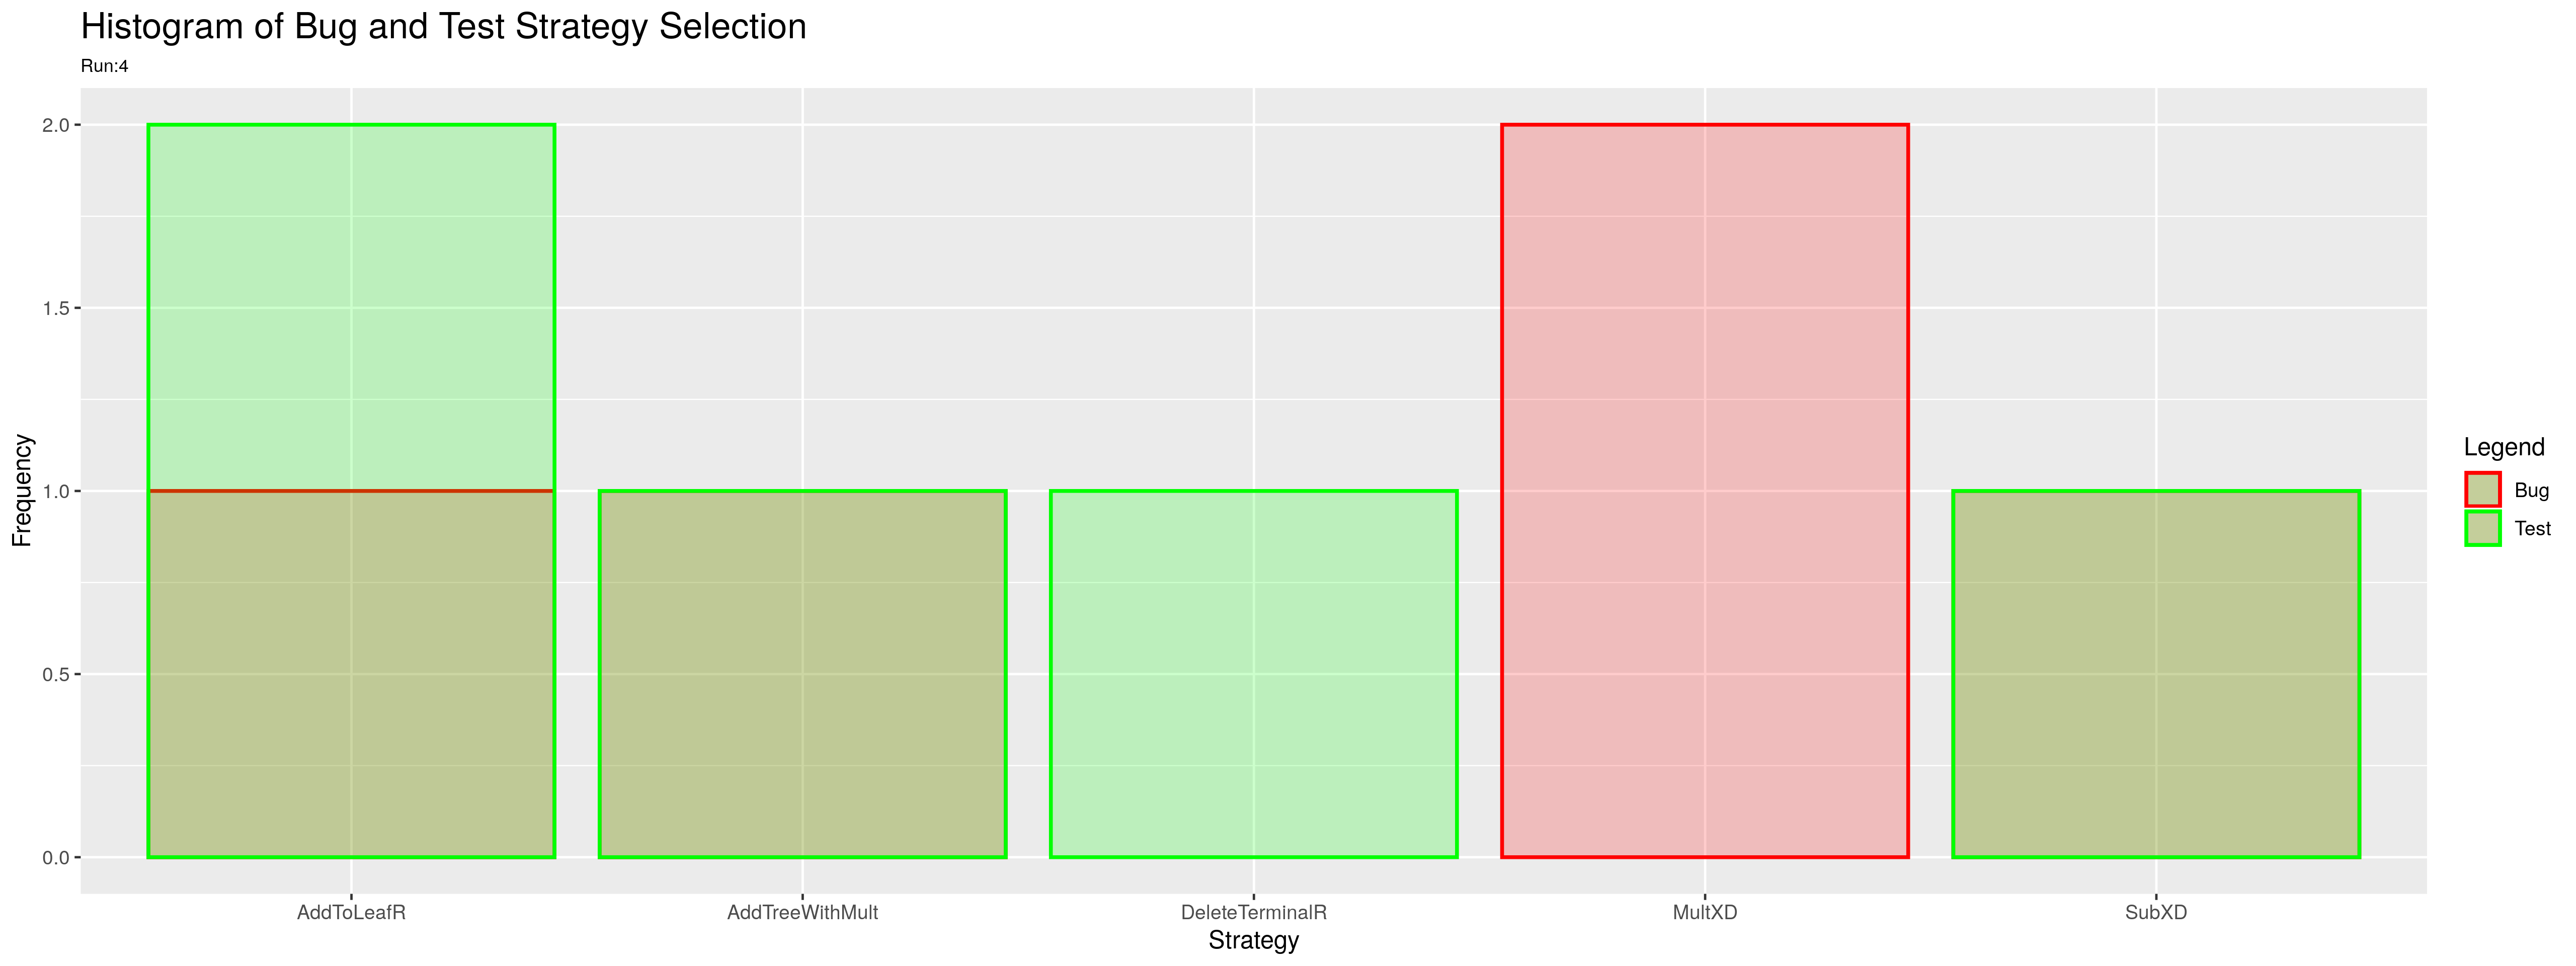 Histogram of Bug and Test Strategy Selection
Run:4
2.0
1.5
1.0
0.5
0.0
Frequency
AddToLeafR AddTreeWithMult DeleteTerminalR MultXD SubXD
Strategy
Legend
Bug
Test